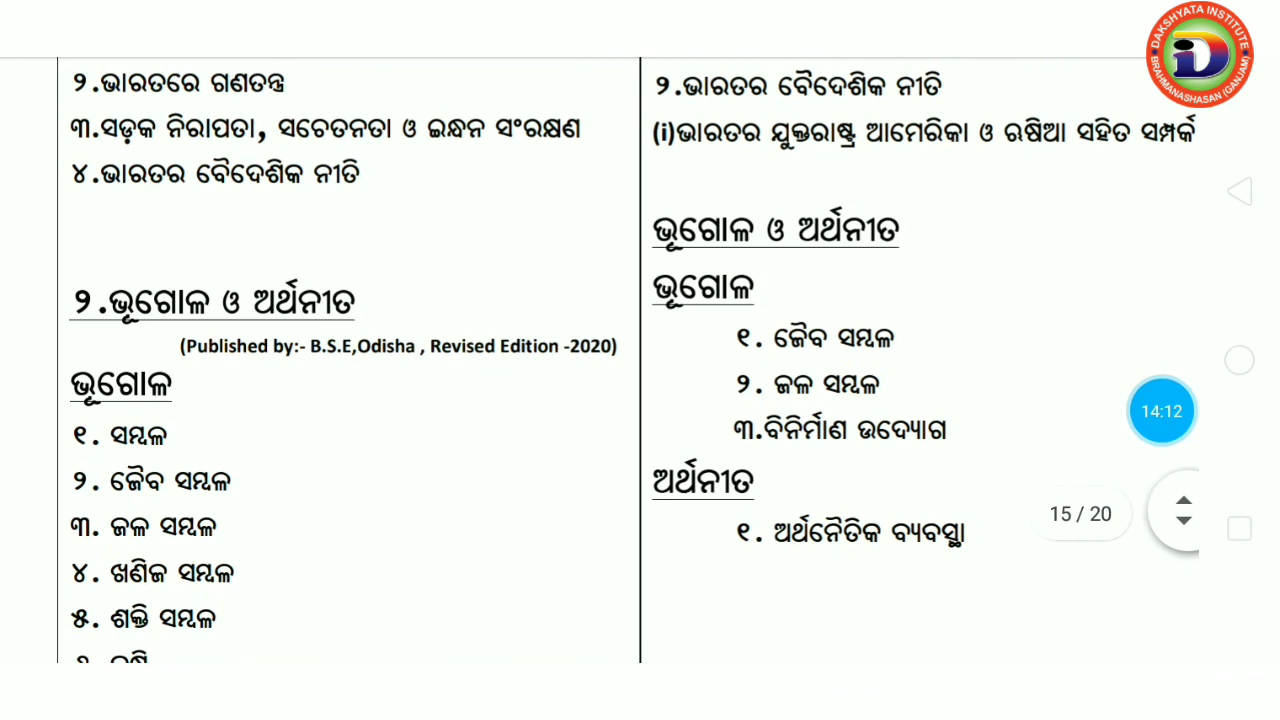 ୨.ଭାରତରେ ଗଣତନ୍ତ୍ର
୩.ସଡ଼କ ନିରାପତା, ସଚେତନତା ଓ ଇନ୍ଧନ ସଂରକ୍ଷଣ
୪.ଭାରତର ବୈଦେଶିକ ନୀତି
୨.ଭୂଗୋଳ ଓ ଅର୍ଥନୀତ
(Published by:- B.S.E,Odisha , Revised Edition -2020)
ଭୂଗୋଳ
୧. ସମ୍ବଳ
୨. ଜୈବ ସମ୍ବଳ
୩. ଜଳ ସମ୍ବଳ
୪. ଖଣିଜ ସମ୍ବଳ
୫. ଶକ୍ତି ସମ୍ବଳ
୨.ଭାରତର ବୈଦେଶିକ ନୀତି
(i)ଭାରତର ଯୁକ୍ତରାଷ୍ଟ୍ର ଆମେରିକା ଓ ଋଷିଆ ସହିତ ସମ୍ପର୍କ
ଭୂଗୋଳ ଓ ଅର୍ଥନୀତ
ଭୂଗୋଳ
୧. ଜୈବ ସମ୍ବଳ
୨. ଜଳ ସମ୍ବଳ
୩.ବିନିର୍ମାଣ ଉଦ୍ୟୋଗ
ଅର୍ଥନୀତ
୧. ଅର୍ଥନୈତିକ ବ୍ୟବସ୍ଥା
DAKSHYATA INSTITUTE
BRAHMANASHASAN (GANJAM)
14:12
15 / 20